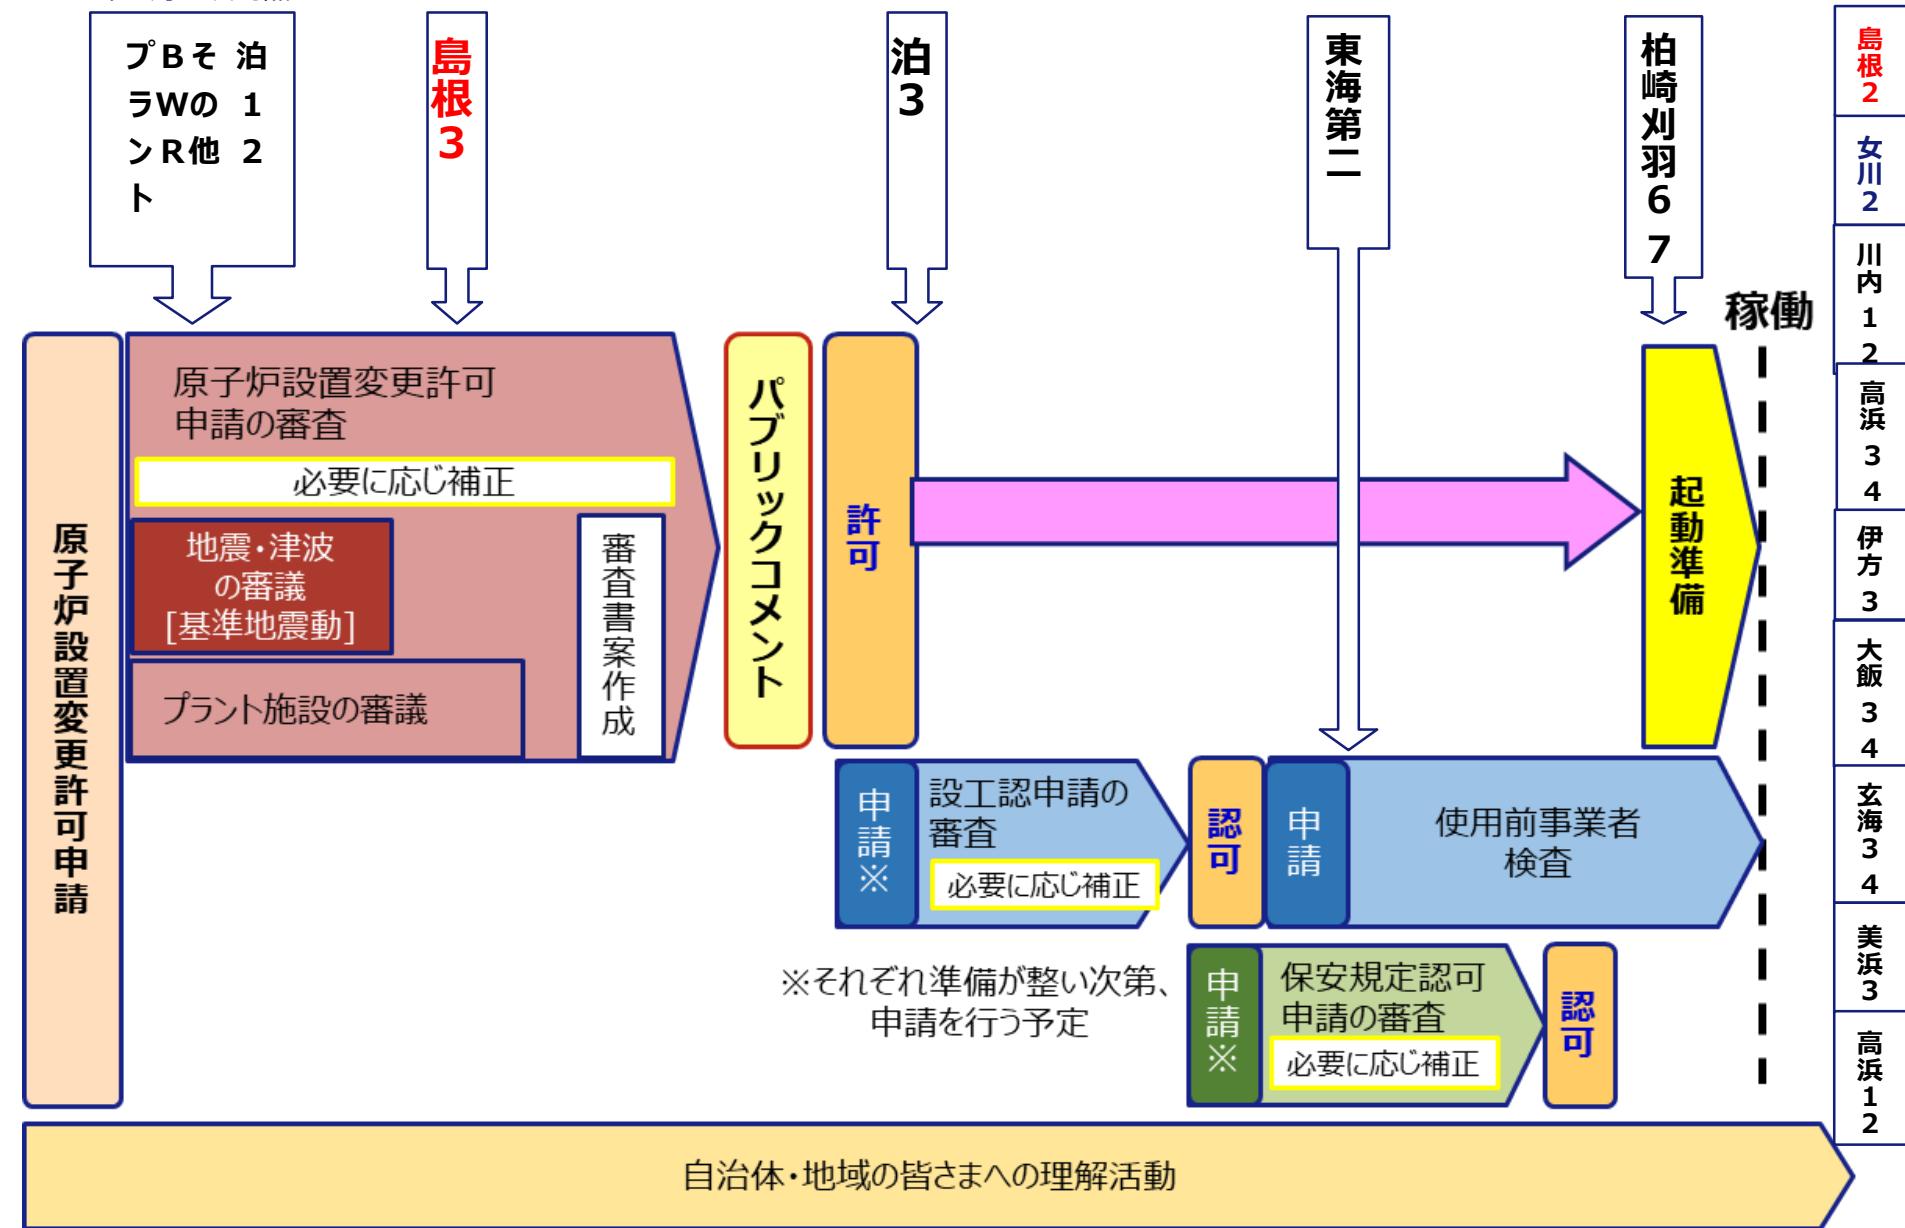 泊12
その他
BWR
プラント
島根3
泊3
東海第二
柏崎刈羽67
稼働
島根2
女川2
川内12
高浜34
伊方3
大飯34
玄海34
美浜3
高浜12
原子炉設置変更許可申請
原子炉設置変更許可
申請の審査
必要に応じ補正
地震・津波
の審議
[基準地震動]
プラント施設の審議
審査書案作成
パブリックコメント
許可
起動準備
申請※
設工認申請の
審査
必要に応じ補正
認可
申請
使用前事業者
検査
※それぞれ準備が整い次第、
申請を行う予定
申請※
保安規定認可
申請の審査
必要に応じ補正
認可
自治体・地域の皆さまへの理解活動